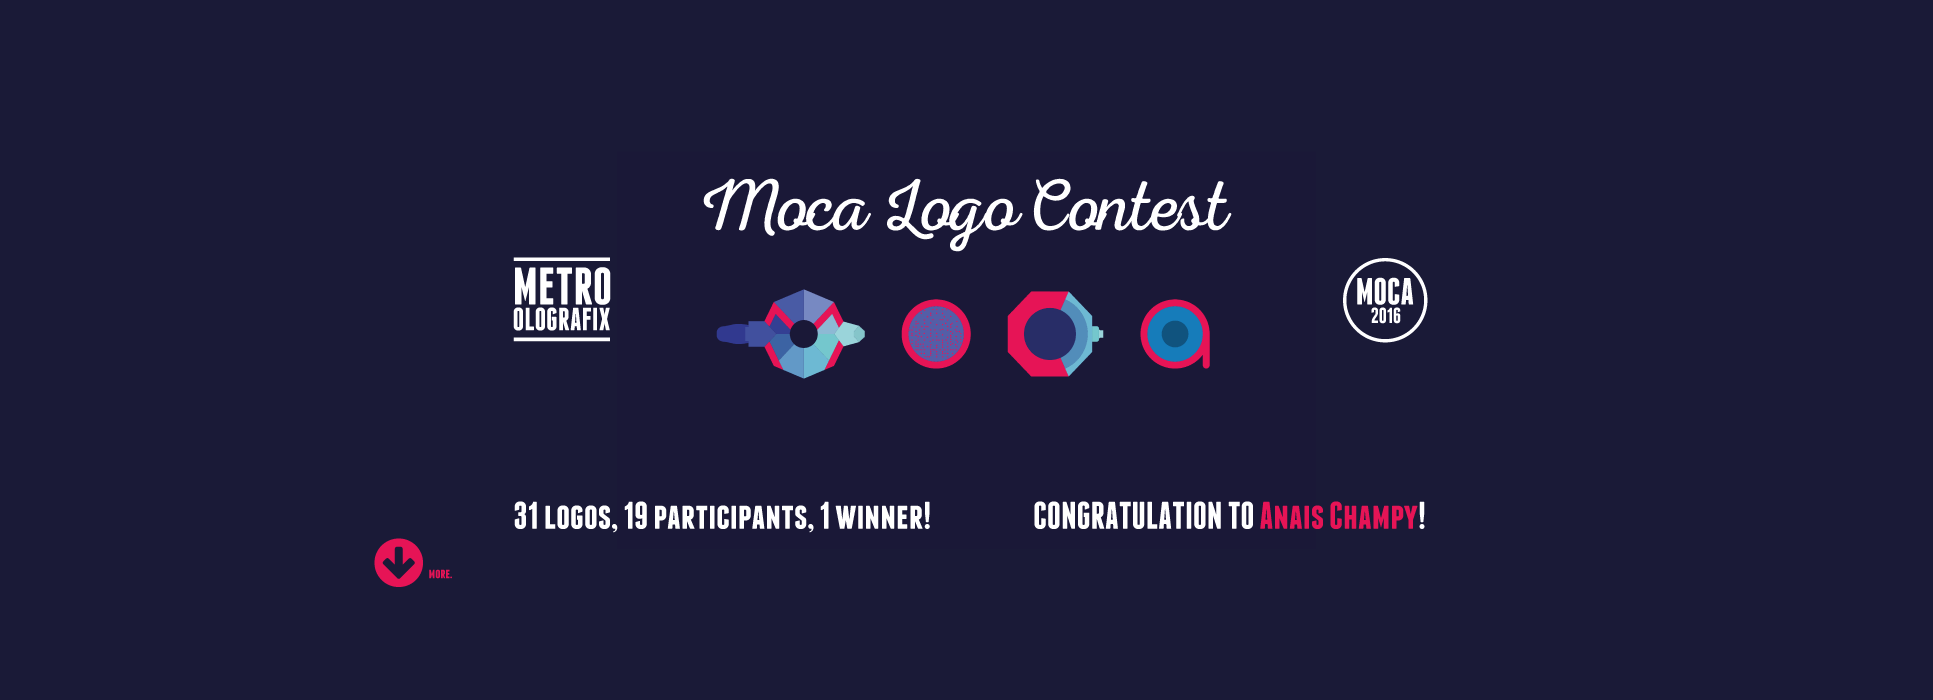 Moca Logo Contest
METRO
OLOGRAFIX
MOCA
2016
31 LOGOS, 19 PARTICIPANTS, 1 WINNER!
CONGRATULATION TO ANAIS CHAMPY!
MORE.